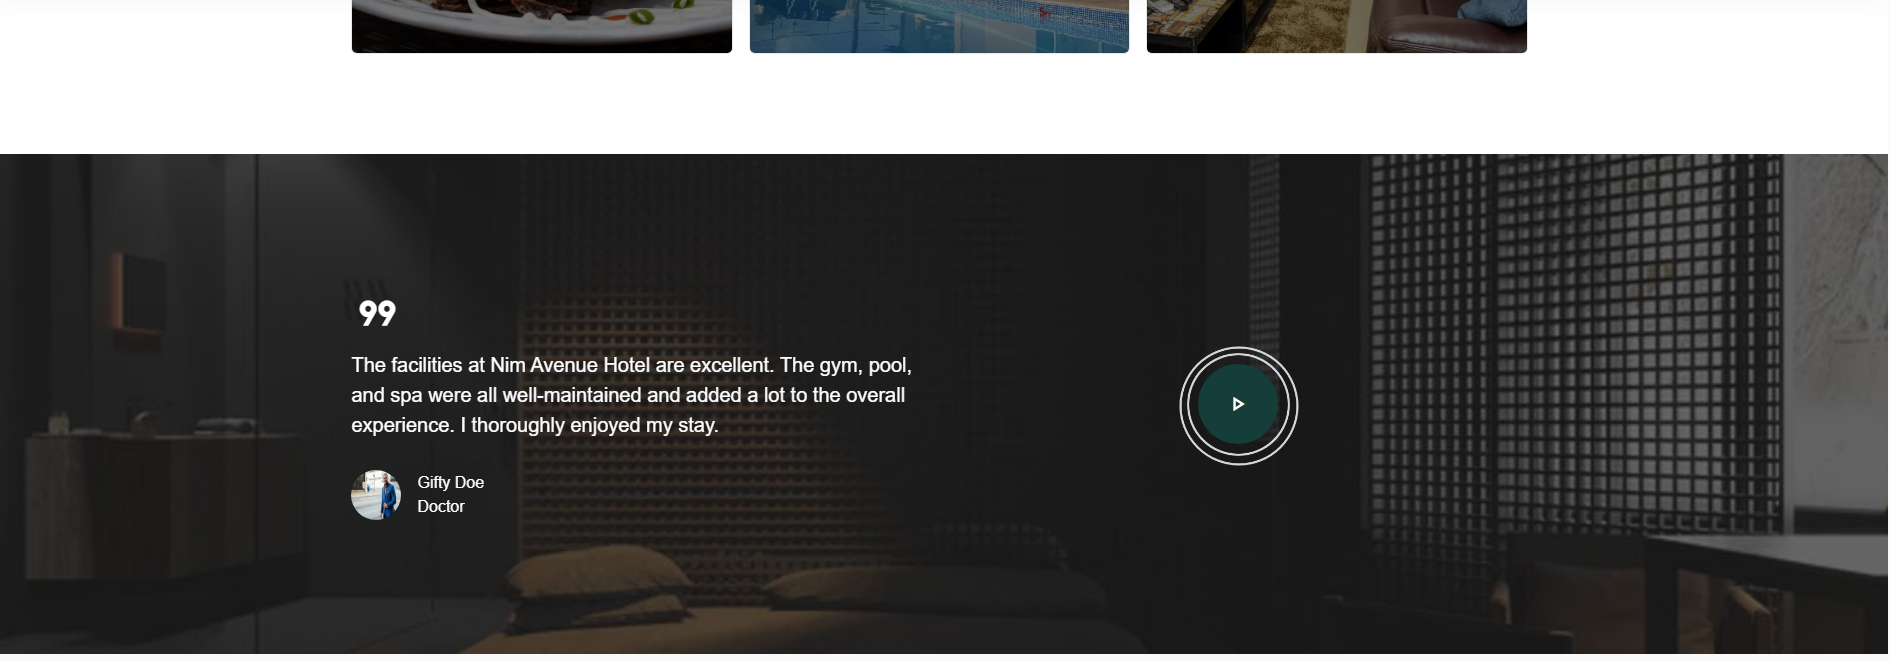 The facilities at Nim Avenue Hotel are excellent. The gym, pool,
and spa were all well-maintained and added a lot to the overall
experience. I thoroughly enjoyed my stay.
Gifty Doe
Doctor